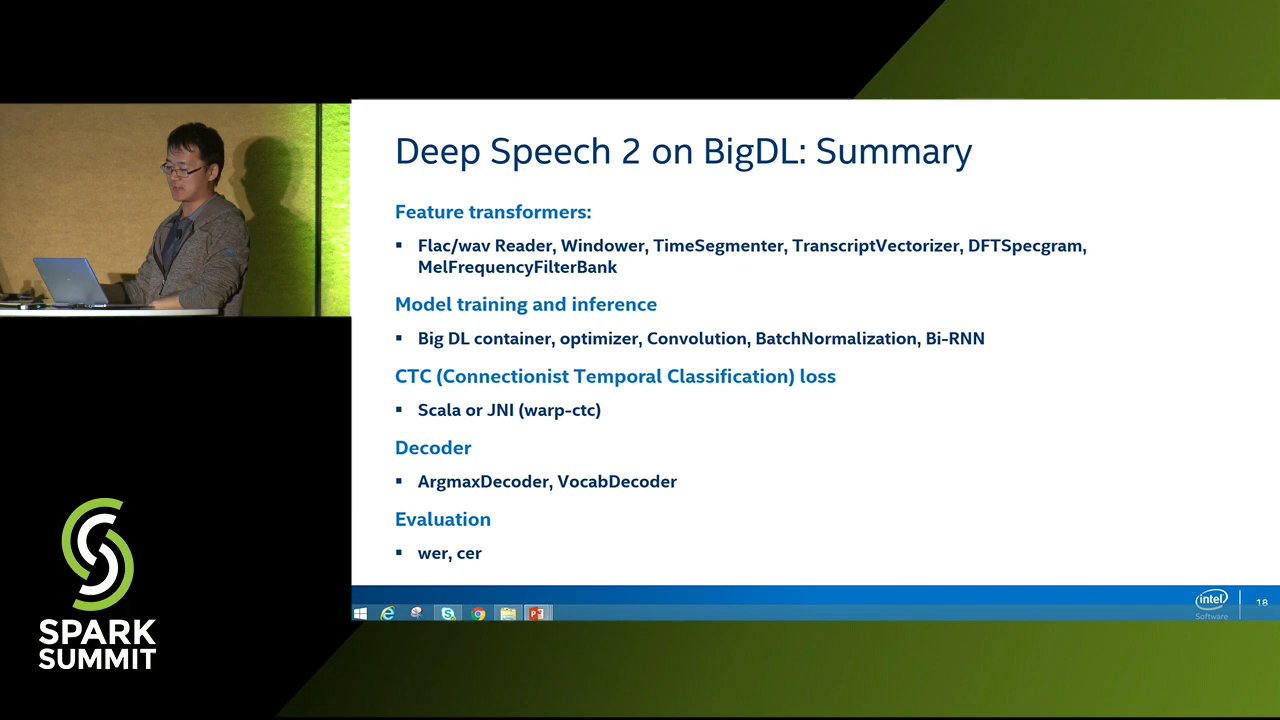 Deep Speech 2 on BigDL: Summary
Feature transformers:
▪ Flac/wav Reader, Windower, TimeSegmenter, TranscriptVectorizer, DFTSpecgram,
MelFrequencyFilterBank
Model training and inference
▪ Big DL container, optimizer, Convolution, BatchNormalization, Bi-RNN
CTC (Connectionist Temporal Classification) loss
▪ Scala or JNI (warp-ctc)
Decoder
▪ ArgmaxDecoder, VocabDecoder
Evaluation
▪ wer, cer
intel
Software
18
SPARK
SUMMIT